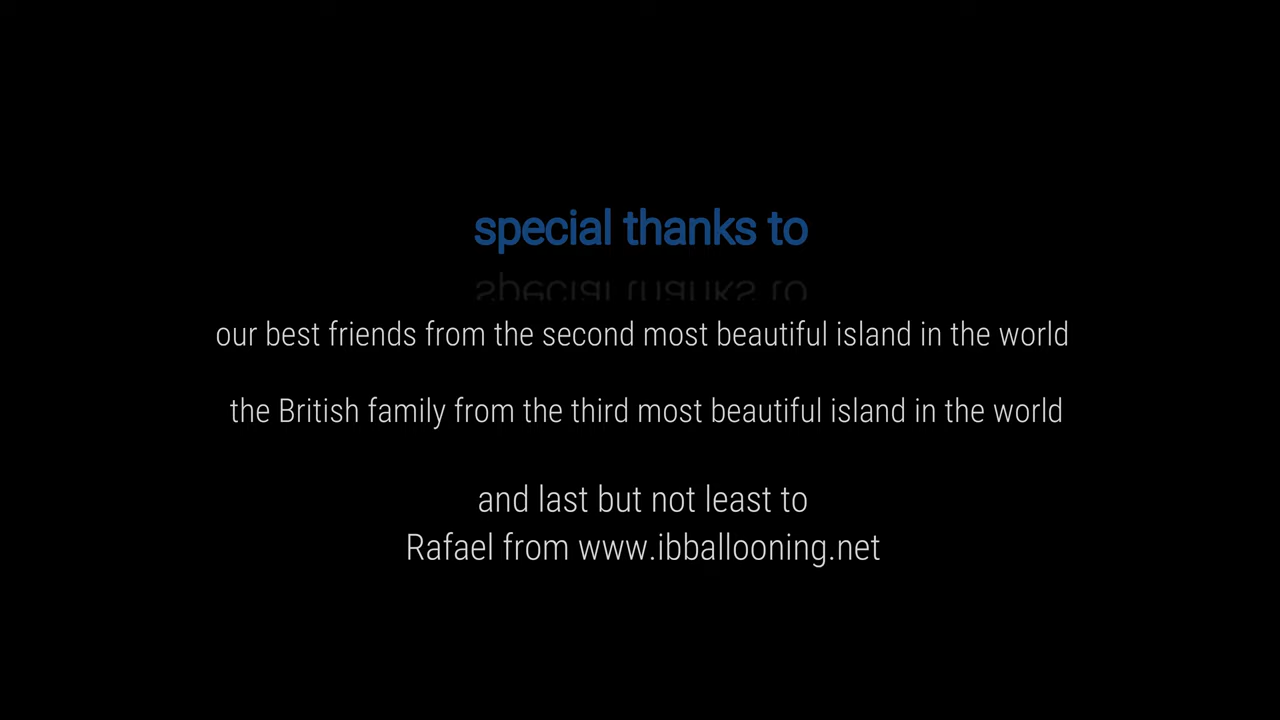 special thanks to
our best friends from the second most beautiful island in the world
the British family from the third most beautiful island in the world
and last but not least to
Rafael from www.ibballooning.net